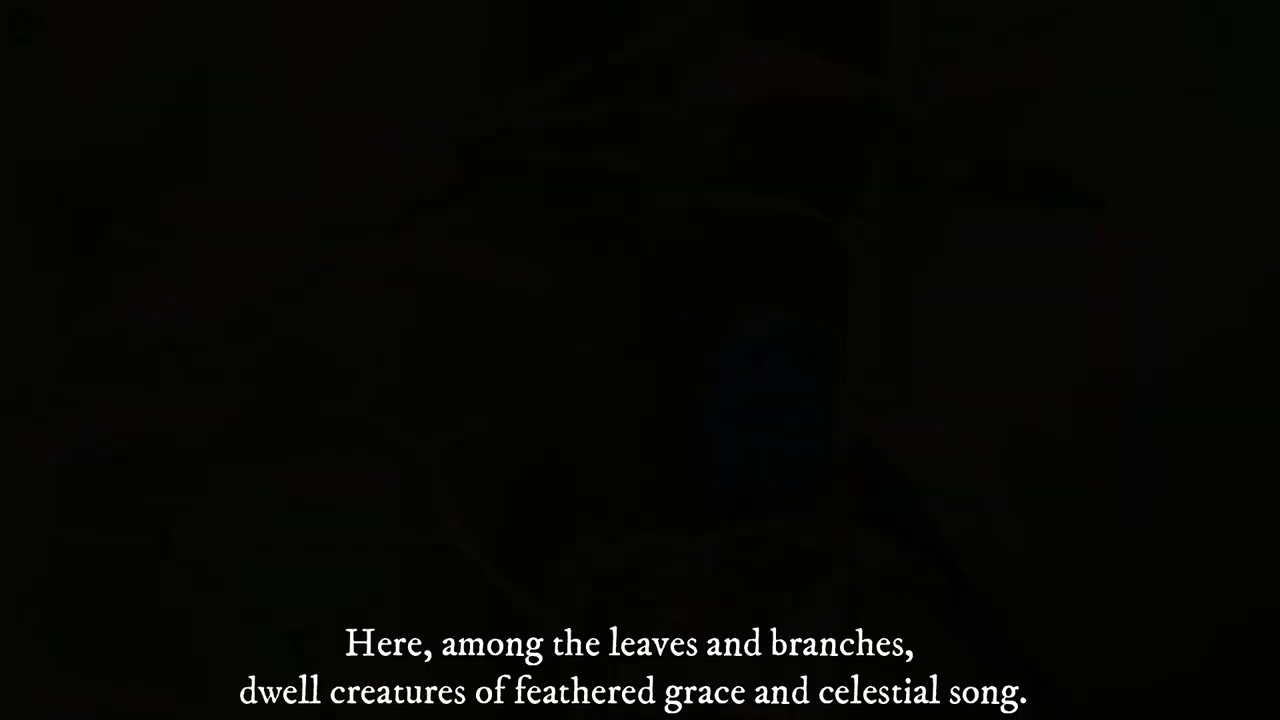 Here, among the leaves and branches,
dwell creatures of feathered grace and celestial song.